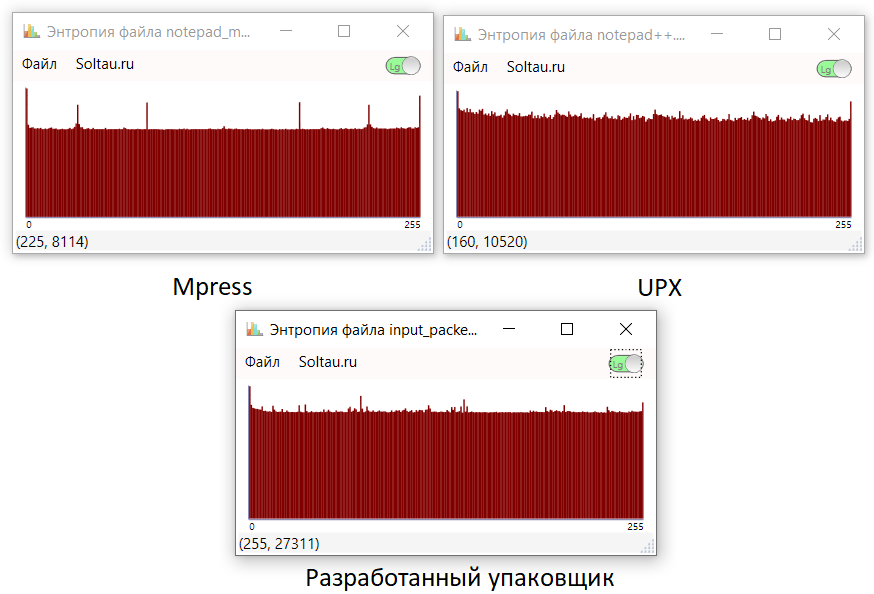 Энтропия файла notepad_m...
Файл Soltau.ru
Lg
0 255
(225, 8114)
Mpress
Энтропия файла notepad++....
Файл Soltau.ru
Lg
0 255
(160, 10520)
UPX
Энтропия файла input_packe...
Файл Soltau.ru
Lg
0 255
(255, 27311)
Разработанный упаковщик